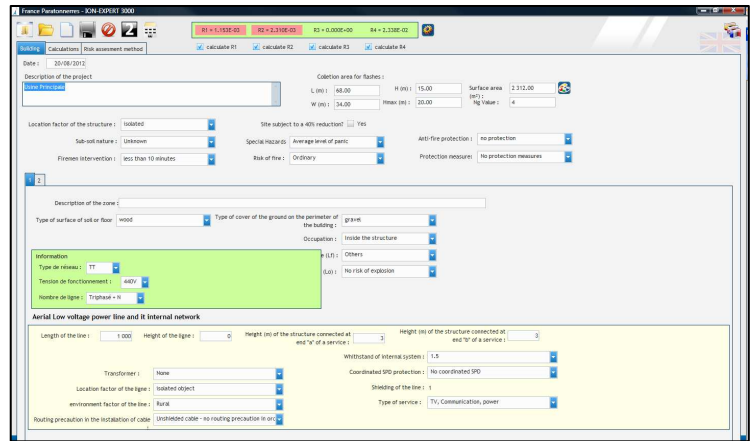 France Paratonnerres - ION-EXPERT 3000
R1 = 1.153E-03 R2 = 2.310E-03 R3 = 0.000E+00 R4 = 2.338E-02
Building Calculations Risk assesment method
calculate R1 calculate R2 calculate R3 calculate R4
Date : 20/08/2012
Description of the project
Usine Principale
Colletion area for flashes :
L (m) : 68.00 H (m) : 15.00 Surface area (m²) : 2 312.00
W (m) : 34.00 Hmax (m) : 20.00 Ng Value : 4
Location factor of the structure : Isolated Site subject to a 40% reduction? Yes
Sub-soil nature : Unknown Special Hazards Average level of panic Anti-fire protection : no protection
Firemen intervention : less than 10 minutes Risk of fire : Ordinary Protection measure: No protection measures
1 2
Description of the zone :
Type of surface of soil or floor wood Type of cover of the ground on the perimeter of the building : gravel
Occupation : Inside the structure
Information
Type de réseau : TT
e (Lf) : Others
Tension de fonctionnement : 440V
(Lo) : No risk of explosion
Nombre de ligne : Triphasé + N
Aerial Low voltage power line and it internal network
Length of the line : 1 000 Height of the ligne : 0 Height (m) of the structure connected at end "a" of a service : 3 Height (m) of the structure connected at end "b" of a service : 3
Whithstand of internal system : 1.5
Transformer : None Coordinated SPD protection : No coordinated SPD
Location factor of the ligne : Isolated object Shielding of the line : 1
environment factor of the line : Rural Type of service : TV, Communication, power
Routing precaution in the installation of cable Unshielded cable - no routing precaution in orc